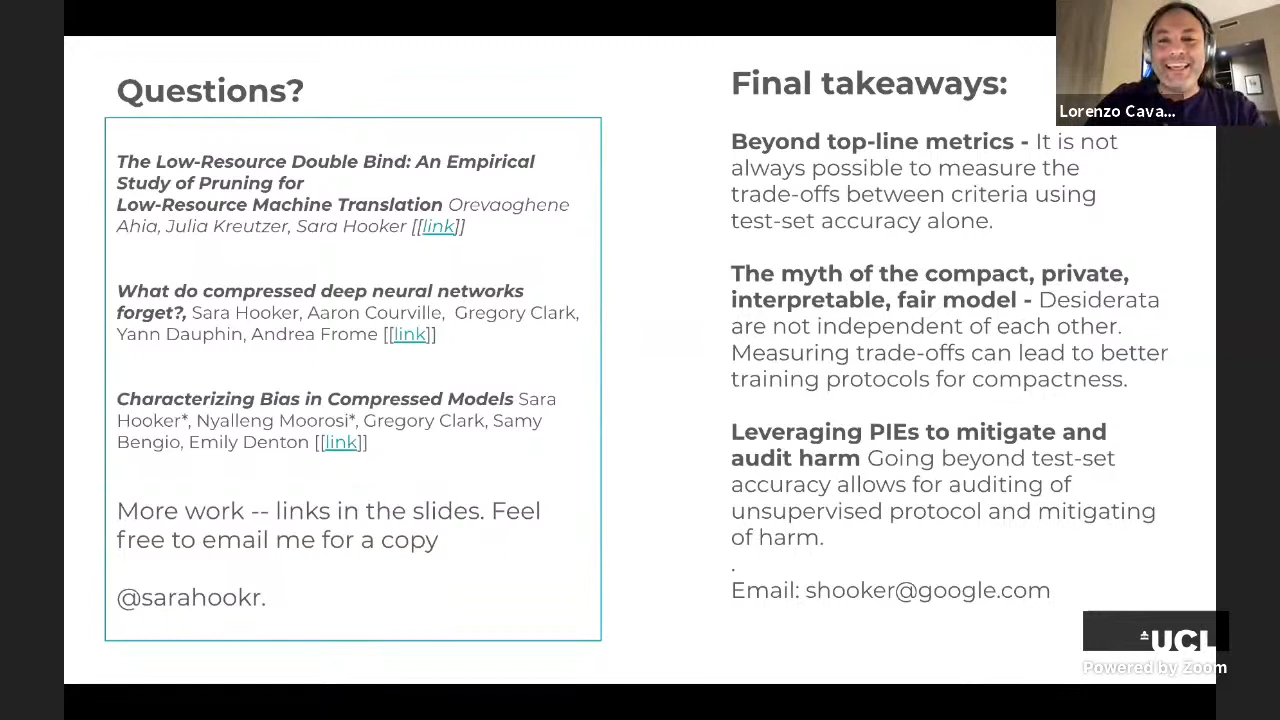 Questions?
The Low-Resource Double Bind: An Empirical
Study of Pruning for
Low-Resource Machine Translation Orevaoghene
Ahia, Julia Kreutzer, Sara Hooker [[link]]
What do compressed deep neural networks
forget?, Sara Hooker, Aaron Courville, Gregory Clark,
Yann Dauphin, Andrea Frome [[link]]
Characterizing Bias in Compressed Models Sara
Hooker*, Nyalleng Moorosi*, Gregory Clark, Samy
Bengio, Emily Denton [[link]]
More work -- links in the slides. Feel
free to email me for a copy
@sarahookr.
Final takeaways:
Beyond top-line metrics - It is not
always possible to measure the
trade-offs between criteria using
test-set accuracy alone.
The myth of the compact, private,
interpretable, fair model - Desiderata
are not independent of each other.
Measuring trade-offs can lead to better
training protocols for compactness.
Leveraging PIEs to mitigate and
audit harm Going beyond test-set
accuracy allows for auditing of
unsupervised protocol and mitigating
of harm.
.
Email: shooker@google.com
Lorenzo Cava...
UCL
Powered by Zoom